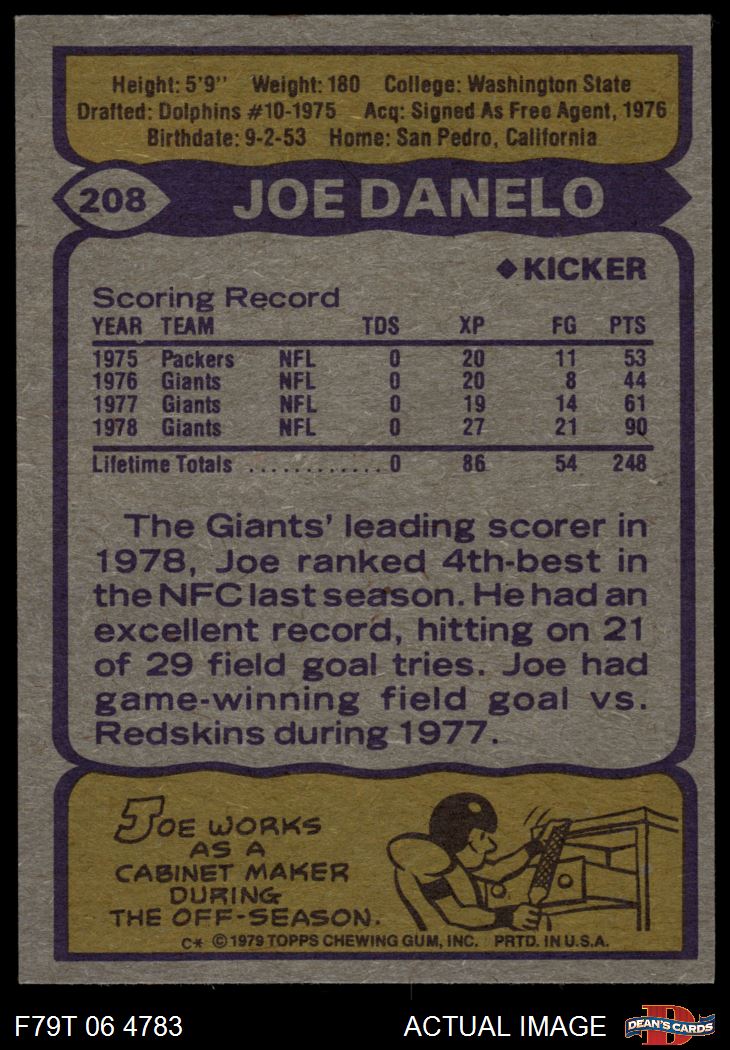 Height: 5'9" Weight: 180 College: Washington State
Drafted: Dolphins #10-1975 Acq: Signed As Free Agent, 1976
Birthdate: 9-2-53 Home: San Pedro, California
208 JOE DANELO
◆KICKER
Scoring Record
YEAR TEAM TDS XP FG PTS
1975 Packers NFL 0 20 11 53
1976 Giants NFL 0 20 8 44
1977 Giants NFL 0 19 14 61
1978 Giants NFL 0 27 21 90
Lifetime Totals ............ 0 86 54 248
The Giants' leading scorer in
1978, Joe ranked 4th-best in
the NFC last season. He had an
excellent record, hitting on 21
of 29 field goal tries. Joe had
game-winning field goal vs.
Redskins during 1977.
JOE WORKS
AS A
CABINET MAKER
DURING
THE OFF-SEASON.
C* © 1979 TOPPS CHEWING GUM, INC. PRTD. IN U.S.A.
F79T 06 4783 ACTUAL IMAGE D DEAN'S CARDS